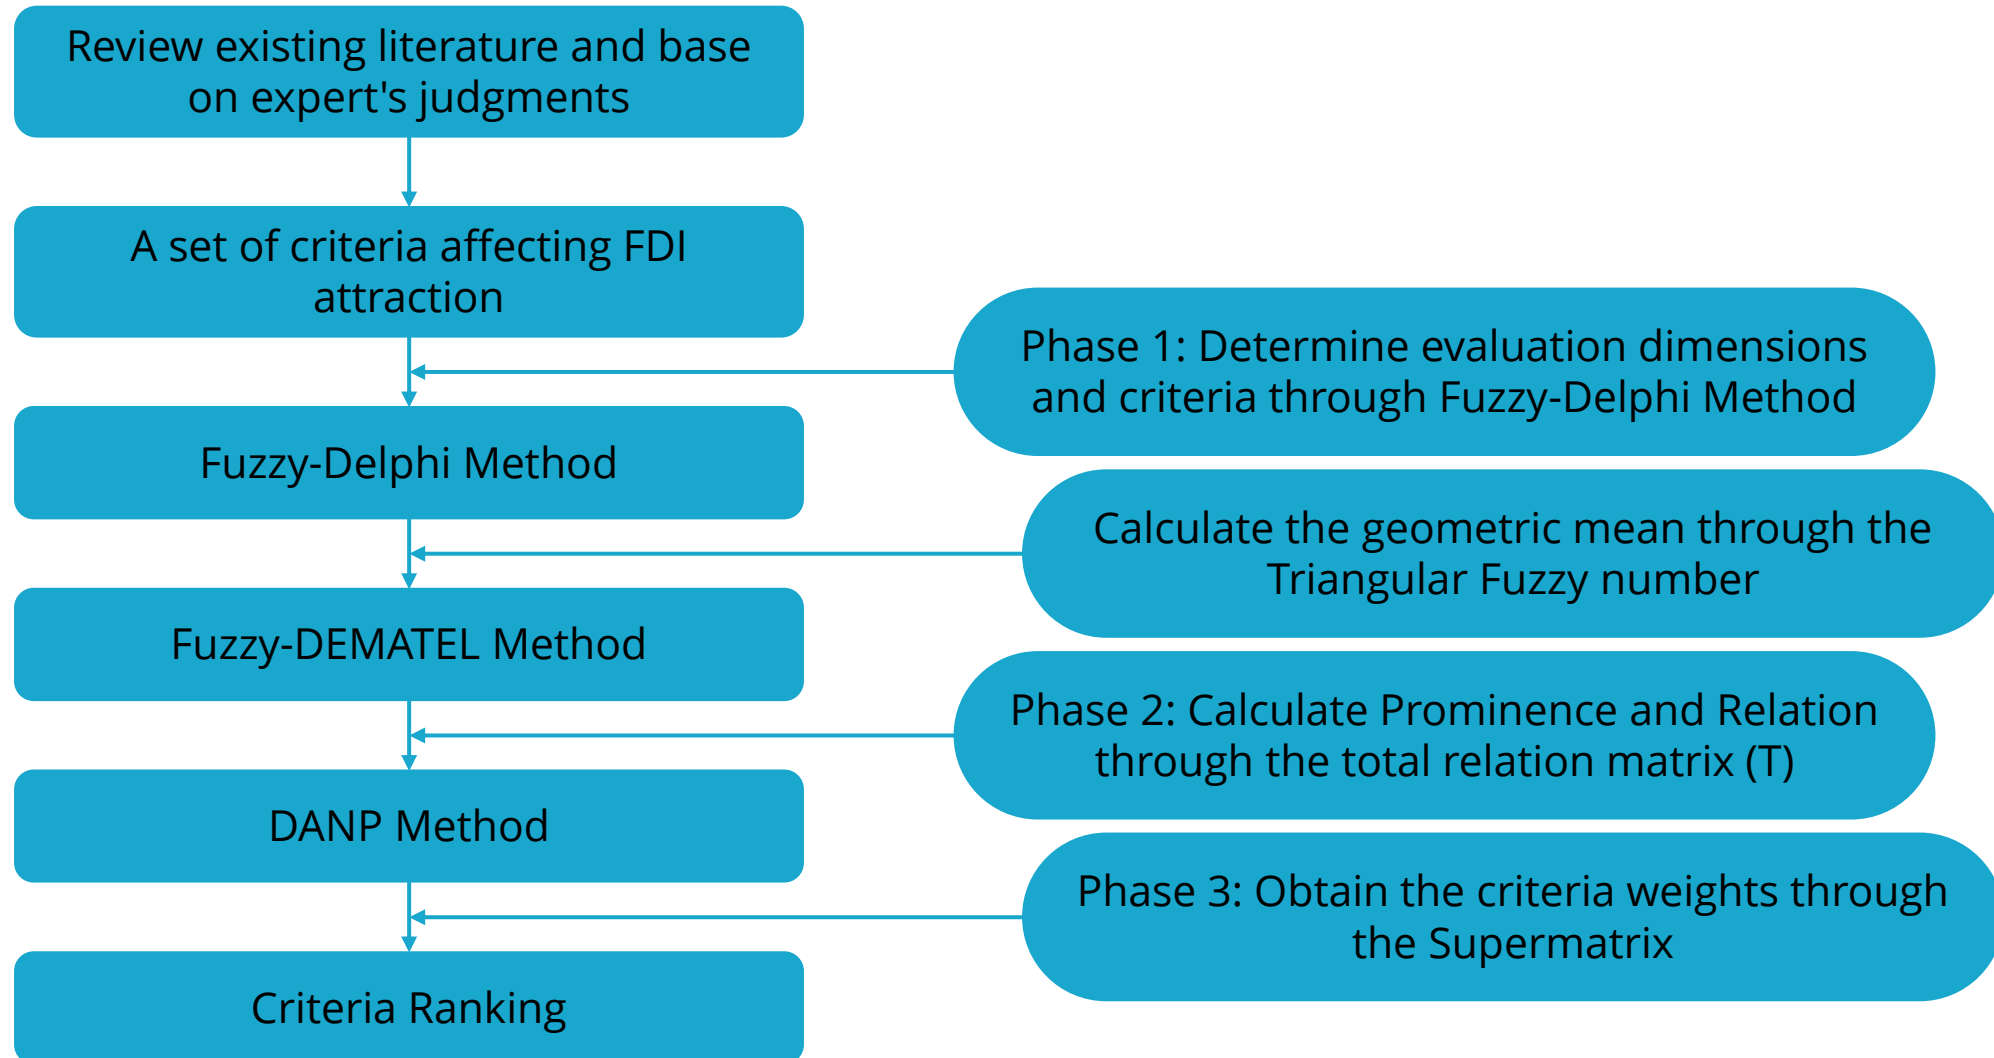 Review existing literature and base
on expert's judgments
A set of criteria affecting FDI
attraction
Phase 1: Determine evaluation dimensions
and criteria through Fuzzy-Delphi Method
Fuzzy-Delphi Method
Calculate the geometric mean through the
Triangular Fuzzy number
Fuzzy-DEMATEL Method
Phase 2: Calculate Prominence and Relation
through the total relation matrix (T)
DANP Method
Phase 3: Obtain the criteria weights through
the Supermatrix
Criteria Ranking